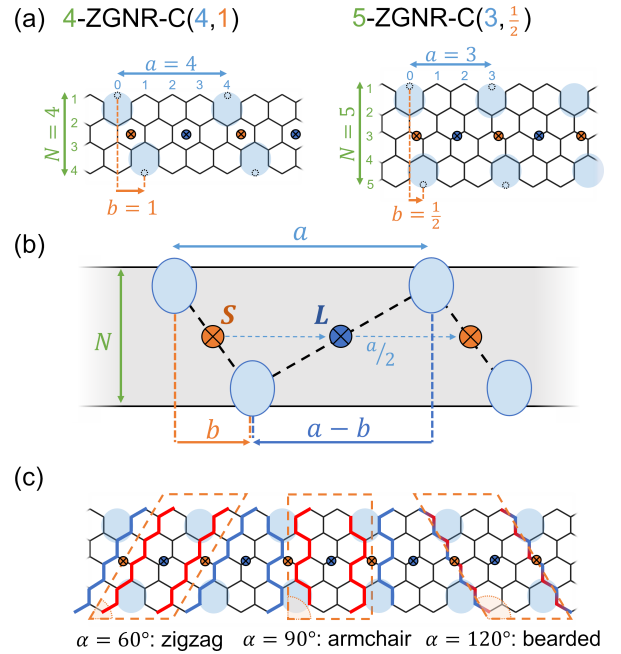 (a) 4-ZGNR-C(4,1) 5-ZGNR-C(3,½)
a = 4
0 1 2 3 4
1
2
3
4
N = 4
b = 1
a = 3
0 1 2 3
1
2
3
4
5
N = 5
b = ½
(b)
a
S L
a/2
N
b a − b
(c)
α = 60°: zigzag α = 90°: armchair α = 120°: bearded